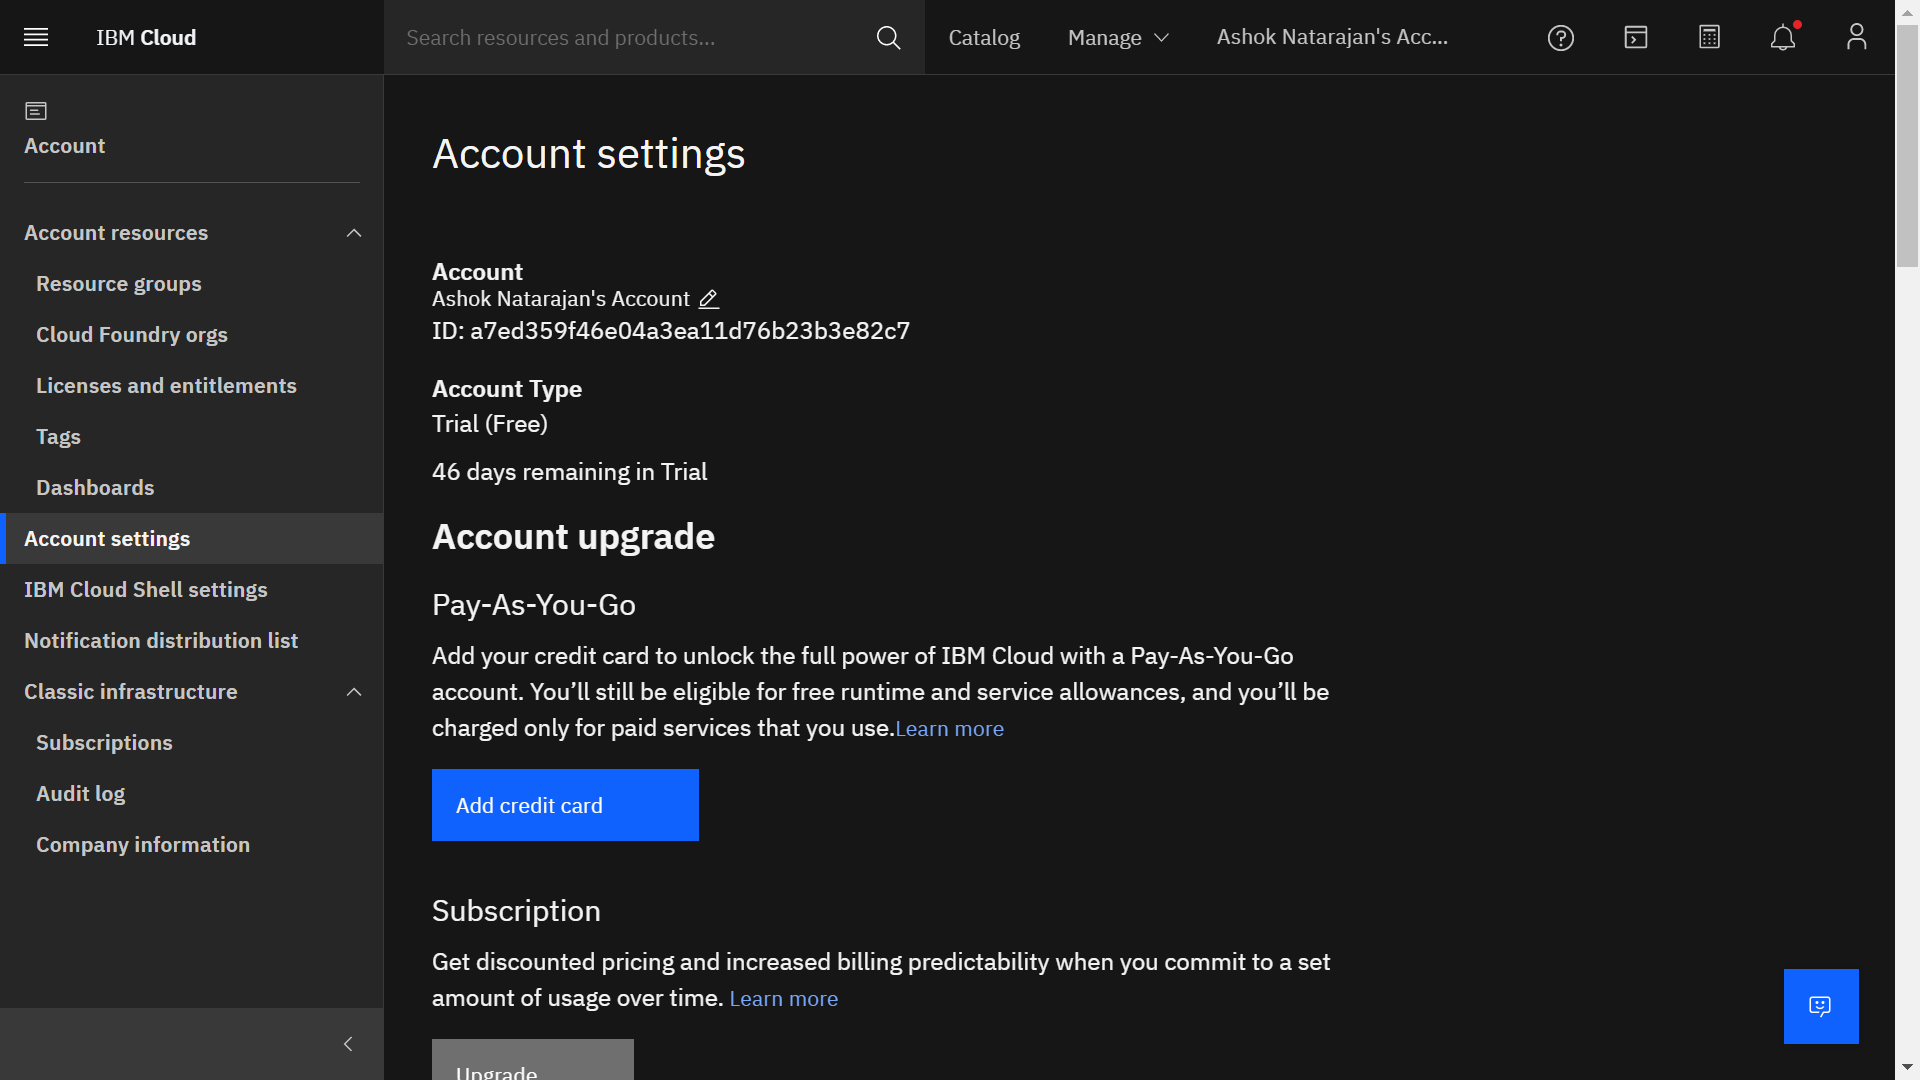 IBM Cloud
Search resources and products...
Catalog
Manage
Ashok Natarajan's Acc...
Account
Account resources
Resource groups
Cloud Foundry orgs
Licenses and entitlements
Tags
Dashboards
Account settings
IBM Cloud Shell settings
Notification distribution list
Classic infrastructure
Subscriptions
Audit log
Company information
Account settings
Account
Ashok Natarajan's Account
ID: a7ed359f46e04a3ea11d76b23b3e82c7
Account Type
Trial (Free)
46 days remaining in Trial
Account upgrade
Pay-As-You-Go
Add your credit card to unlock the full power of IBM Cloud with a Pay-As-You-Go
account. You’ll still be eligible for free runtime and service allowances, and you’ll be
charged only for paid services that you use.Learn more
Add credit card
Subscription
Get discounted pricing and increased billing predictability when you commit to a set
amount of usage over time. Learn more
Upgrade